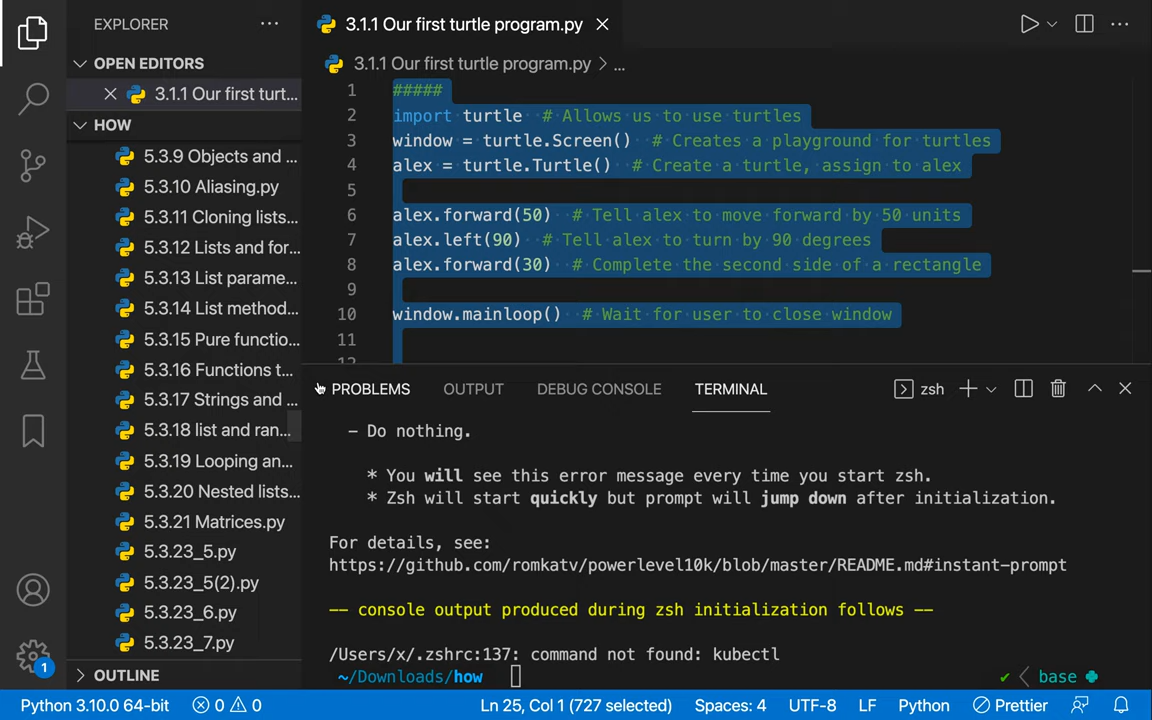 EXPLORER
3.1.1 Our first turtle program.py
OPEN EDITORS
3.1.1 Our first turt...
HOW
5.3.9 Objects and ...
5.3.10 Aliasing.py
5.3.11 Cloning lists...
5.3.12 Lists and for...
5.3.13 List parame...
5.3.14 List method...
5.3.15 Pure functio...
5.3.16 Functions t...
5.3.17 Strings and ...
5.3.18 list and ran...
5.3.19 Looping an...
5.3.20 Nested lists...
5.3.21 Matrices.py
5.3.23_5.py
5.3.23_5(2).py
5.3.23_6.py
5.3.23_7.py
OUTLINE
3.1.1 Our first turtle program.py > ...
1 #####
2 import turtle  # Allows us to use turtles
3 window = turtle.Screen()  # Creates a playground for turtles
4 alex = turtle.Turtle()  # Create a turtle, assign to alex
5
6 alex.forward(50)  # Tell alex to move forward by 50 units
7 alex.left(90)  # Tell alex to turn by 90 degrees
8 alex.forward(30)  # Complete the second side of a rectangle
9
10 window.mainloop()  # Wait for user to close window
11
12
PROBLEMS OUTPUT DEBUG CONSOLE TERMINAL zsh
- Do nothing.
* You will see this error message every time you start zsh.
* Zsh will start quickly but prompt will jump down after initialization.
For details, see:
https://github.com/romkatv/powerlevel10k/blob/master/README.md#instant-prompt
-- console output produced during zsh initialization follows --
/Users/x/.zshrc:137: command not found: kubectl
~/Downloads/how ✔ < base
1
Python 3.10.0 64-bit 0 0 Ln 25, Col 1 (727 selected) Spaces: 4 UTF-8 LF Python Prettier